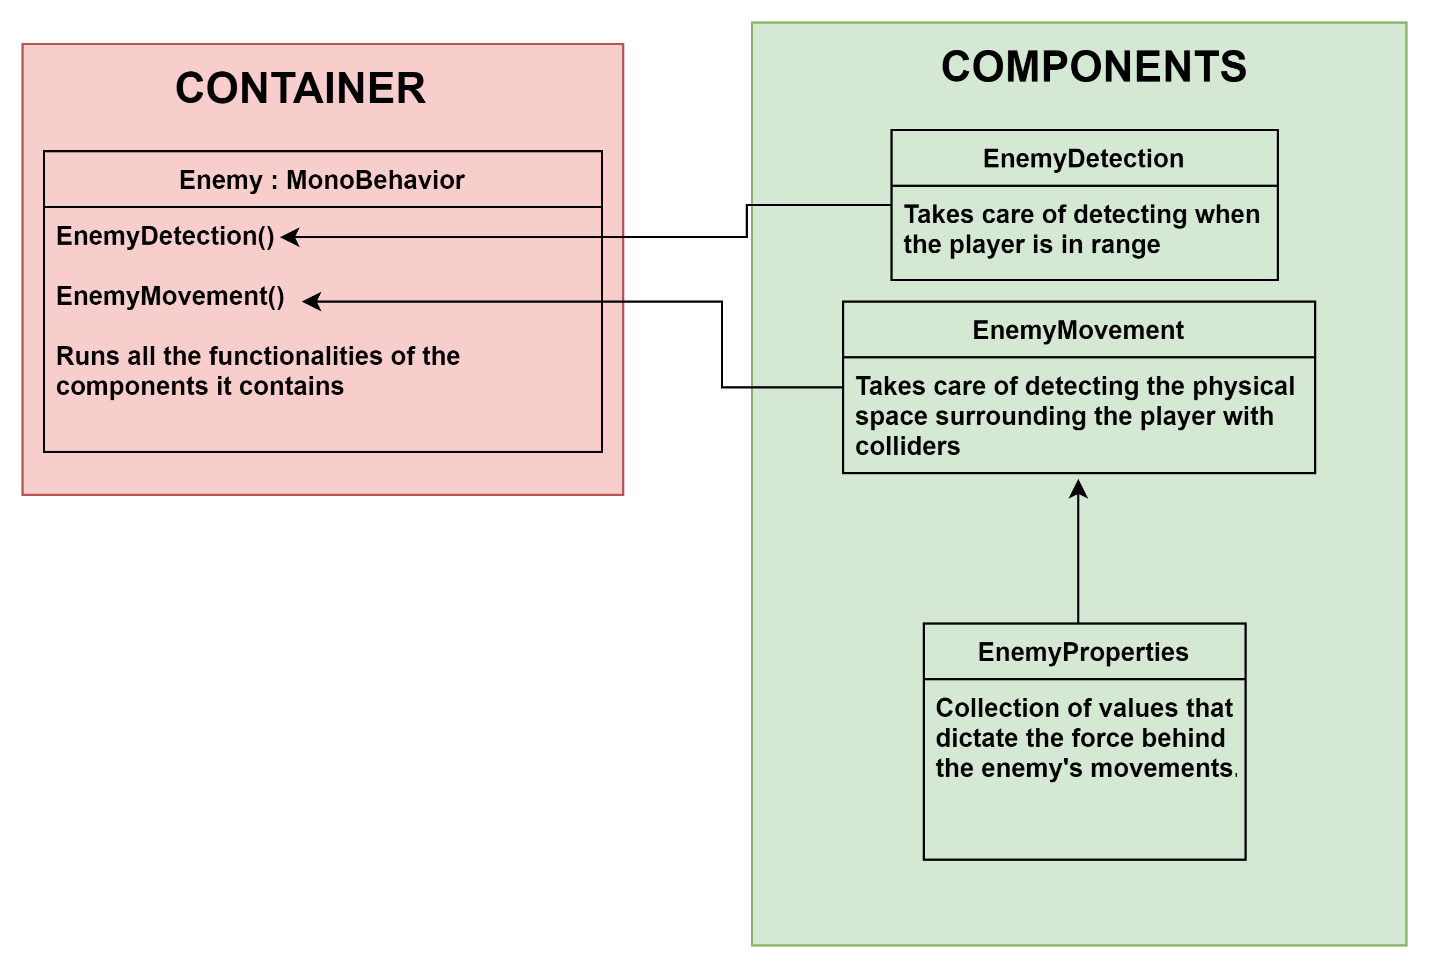 CONTAINER
Enemy : MonoBehavior
EnemyDetection()
EnemyMovement()
Runs all the functionalities of the
components it contains
COMPONENTS
EnemyDetection
Takes care of detecting when
the player is in range
EnemyMovement
Takes care of detecting the physical
space surrounding the player with
colliders
EnemyProperties
Collection of values that
dictate the force behind
the enemy's movements.